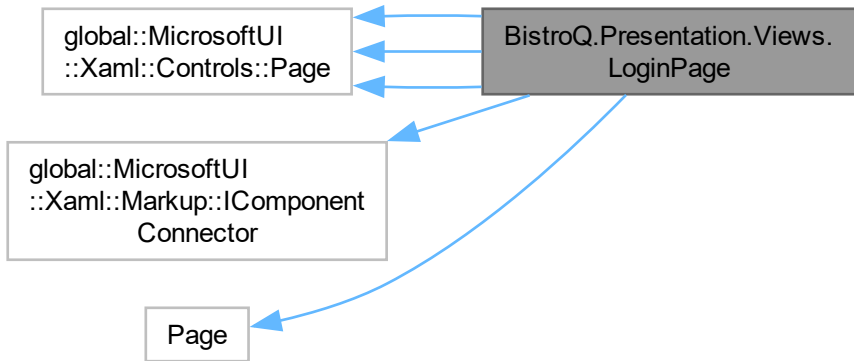 global::MicrosoftUI
::Xaml::Controls::Page
BistroQ.Presentation.Views.
LoginPage
global::MicrosoftUI
::Xaml::Markup::IComponent
Connector
Page